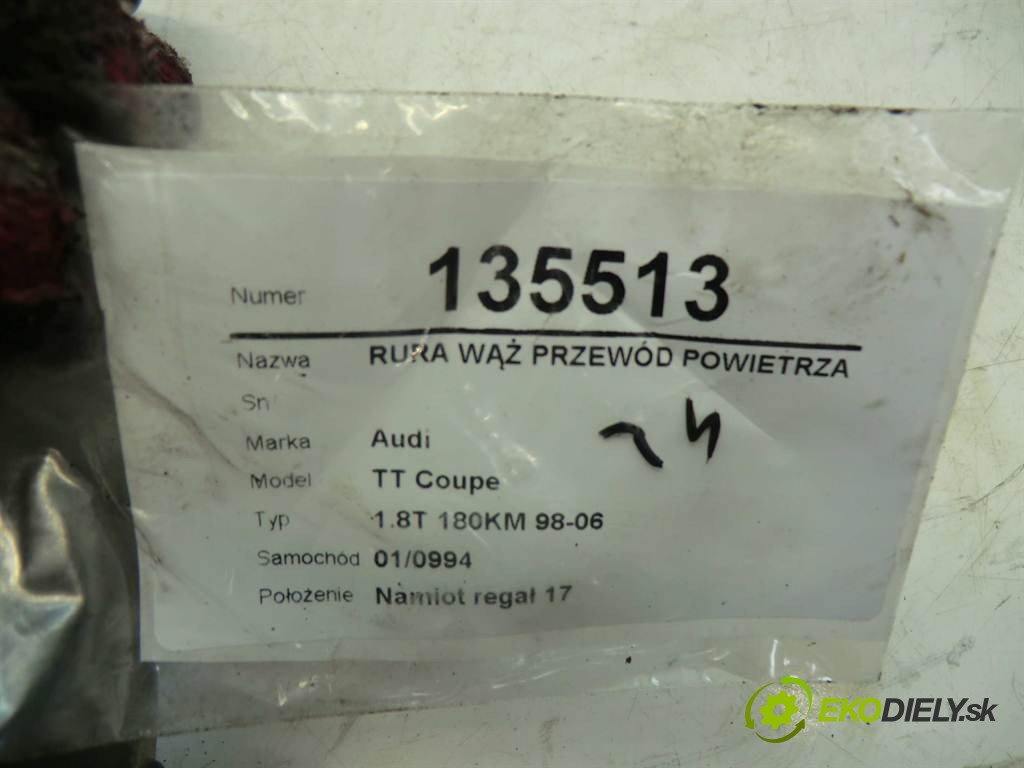 Numer 135513
Nazwa RURA WĄŻ PRZEWÓD POWIETRZA
Sn
Marka Audi
Model TT Coupe
Typ 1.8T 180KM 98-06
Samochód 01/0994
Położenie Namiot regał 17
EKODIELY.sk